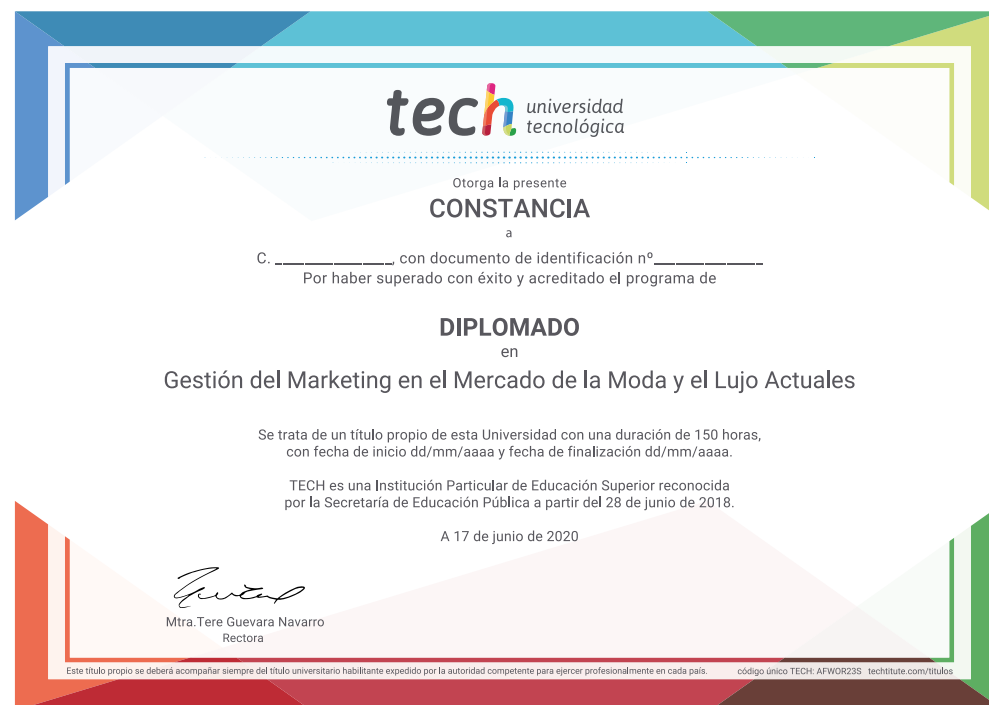 tech universidad
tecnológica
Otorga la presente
CONSTANCIA
a
C. ______________, con documento de identificación nº______________
Por haber superado con éxito y acreditado el programa de
DIPLOMADO
en
Gestión del Marketing en el Mercado de la Moda y el Lujo Actuales
Se trata de un título propio de esta Universidad con una duración de 150 horas,
con fecha de inicio dd/mm/aaaa y fecha de finalización dd/mm/aaaa.
TECH es una Institución Particular de Educación Superior reconocida
por la Secretaría de Educación Pública a partir del 28 de junio de 2018.
A 17 de junio de 2020
Mtra.Tere Guevara Navarro
Rectora
Este título propio se deberá acompañar siempre del título universitario habilitante expedido por la autoridad competente para ejercer profesionalmente en cada país. código único TECH: AFWOR23S techtitute.com/titulos